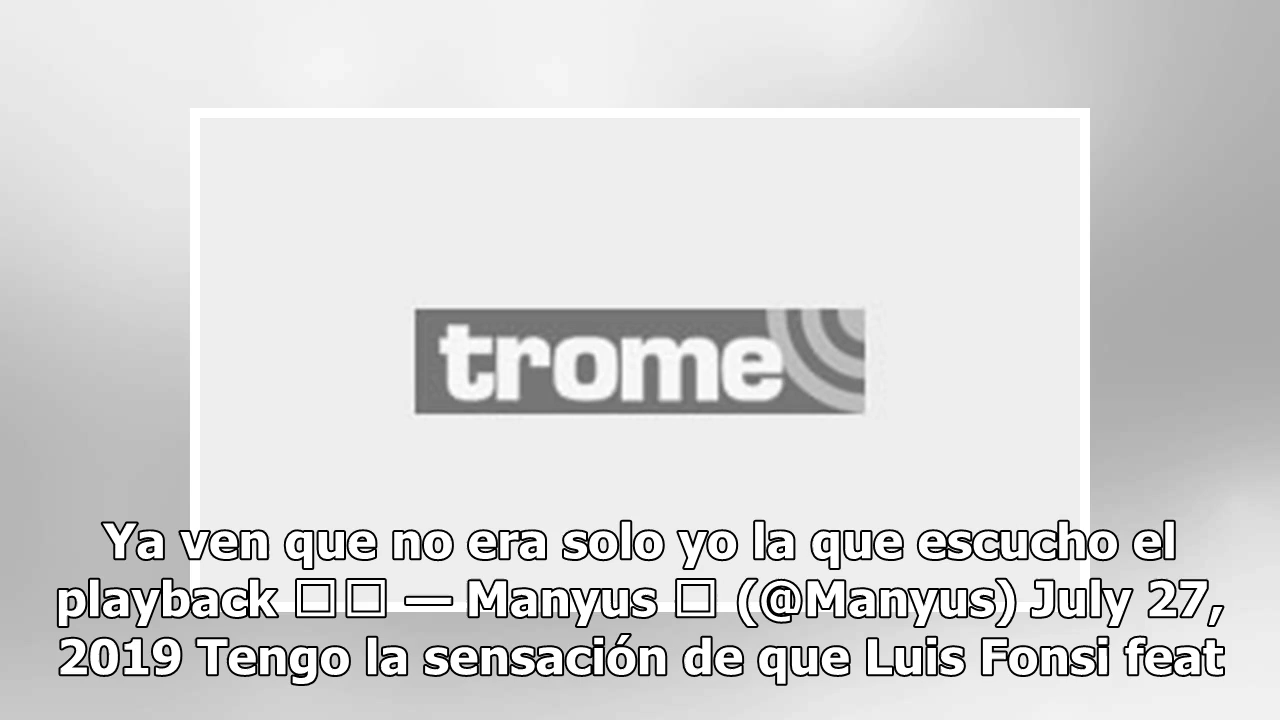 trome
Ya ven que no era solo yo la que escucho el
playback □□ — Manyus □ (@Manyus) July 27,
2019 Tengo la sensación de que Luis Fonsi feat